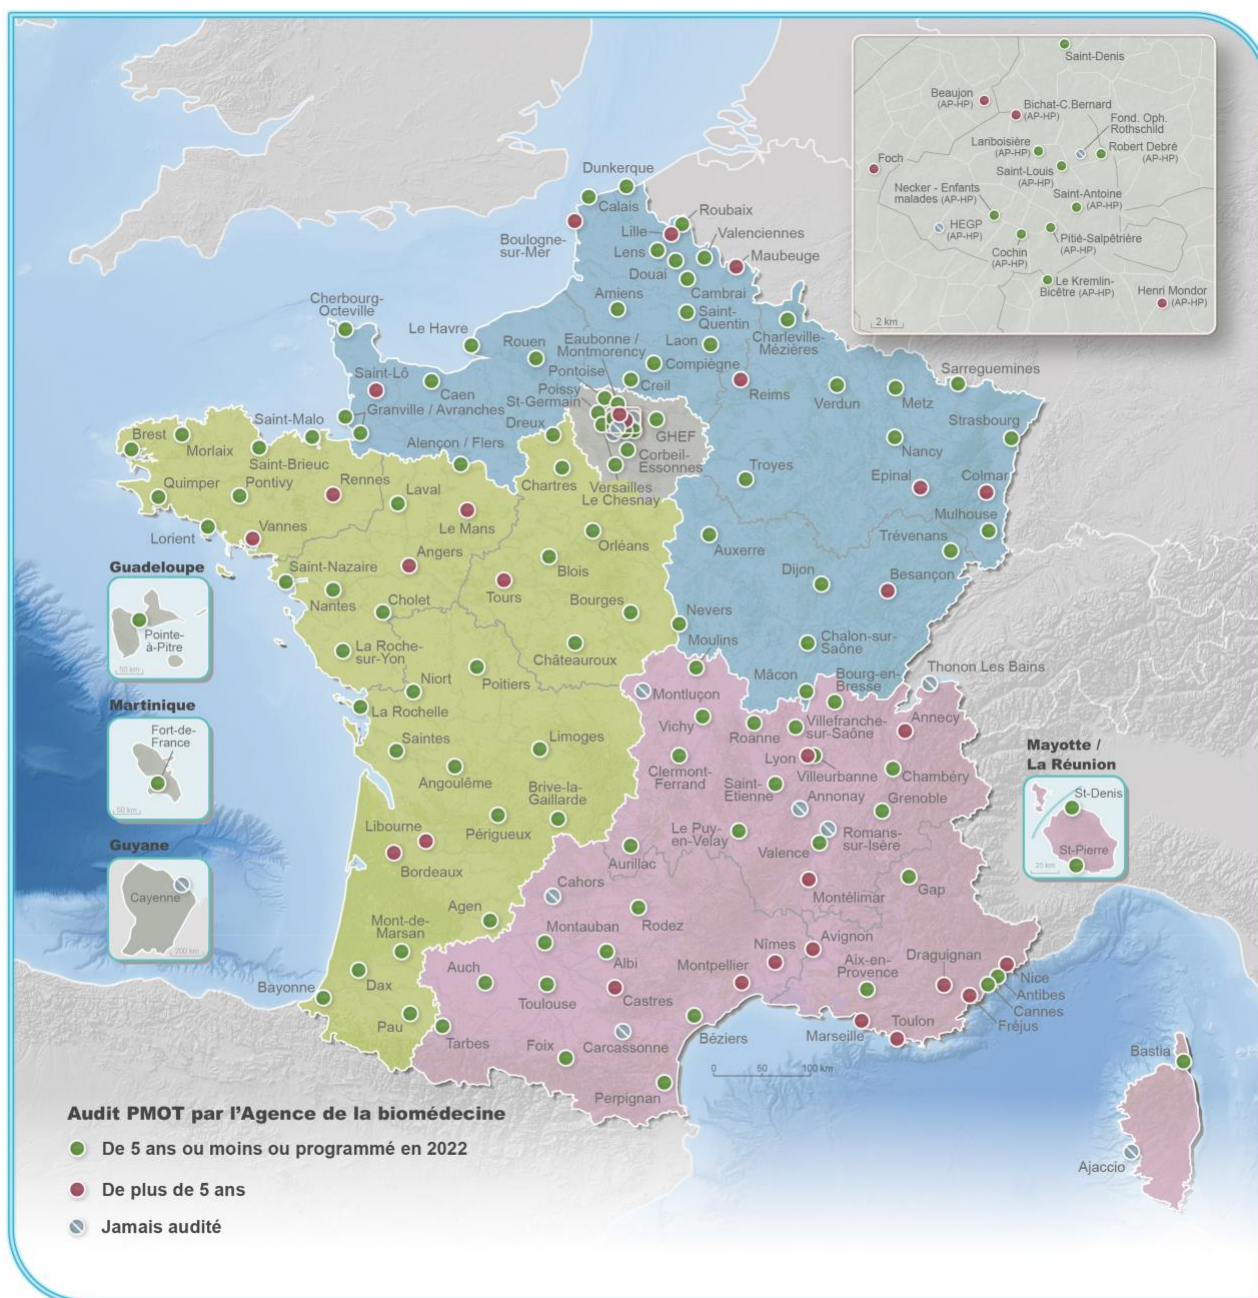 Saint-Denis
Beaujon
(AP-HP)
Bichat-C.Bernard
(AP-HP)
Fond. Oph.
Rothschild
Lariboisière
(AP-HP)
Robert Debré
(AP-HP)
Foch
Saint-Louis
(AP-HP)
Necker - Enfants
malades (AP-HP)
Saint-Antoine
(AP-HP)
HEGP
(AP-HP)
Cochin
(AP-HP)
Pitié-Salpêtrière
(AP-HP)
Le Kremlin-
Bicêtre (AP-HP)
Henri Mondor
(AP-HP)
2 km
Dunkerque
Calais
Boulogne-
sur-Mer
Roubaix
Lille
Valenciennes
Lens
Maubeuge
Douai
Cambrai
Amiens
Saint-
Quentin
Cherbourg-
Octeville
Le Havre
Rouen
Eaubonne /
Montmorency
Laon
Charleville-
Mézières
Pontoise
Compiègne
Creil
Poissy
St-Germain
Saint-Lô
Caen
Reims
Verdun
Metz
Sarreguemines
Strasbourg
Saint-Malo
Granville / Avranches
Dreux
GHEF
Nancy
Brest
Morlaix
Saint-Brieuc
Alençon / Flers
Corbeil-
Essonnes
Troyes
Epinal
Colmar
Quimper
Pontivy
Rennes
Laval
Chartres
Versailles
Le Chesnay
Mulhouse
Lorient
Vannes
Le Mans
Orléans
Auxerre
Trévenans
Angers
Blois
Dijon
Besançon
Saint-Nazaire
Nantes
Cholet
Tours
Bourges
Nevers
Moulins
La Roche-
sur-Yon
Châteauroux
Chalon-sur-
Saône
Niort
Poitiers
Montluçon
Mâcon
Bourg-en-
Bresse
Thonon Les Bains
La Rochelle
Vichy
Roanne
Villefranche-
sur-Saône
Annecy
Saintes
Limoges
Clermont-
Ferrand
Lyon
Villeurbanne
Chambéry
Angoulême
Brive-la-
Gaillarde
Saint-
Etienne
Annonay
Grenoble
Libourne
Périgueux
Le Puy-
en-Velay
Romans-
sur-Isère
Valence
Bordeaux
Aurillac
Cahors
Montélimar
Gap
Agen
Mont-de-
Marsan
Montauban
Rodez
Nîmes
Avignon
Draguignan
Albi
Montpellier
Aix-en-
Provence
Nice
Antibes
Cannes
Fréjus
Bayonne
Dax
Auch
Toulouse
Castres
Pau
Béziers
Marseille
Toulon
Tarbes
Foix
Carcassonne
Perpignan
0 50 100 km
Bastia
Ajaccio
Guadeloupe
Pointe-
à-Pitre
50 km
Martinique
Fort-de-
France
50 km
Guyane
Cayenne
200 km
Mayotte /
La Réunion
St-Denis
St-Pierre
25 km
Audit PMOT par l'Agence de la biomédecine
De 5 ans ou moins ou programmé en 2022
De plus de 5 ans
Jamais audité